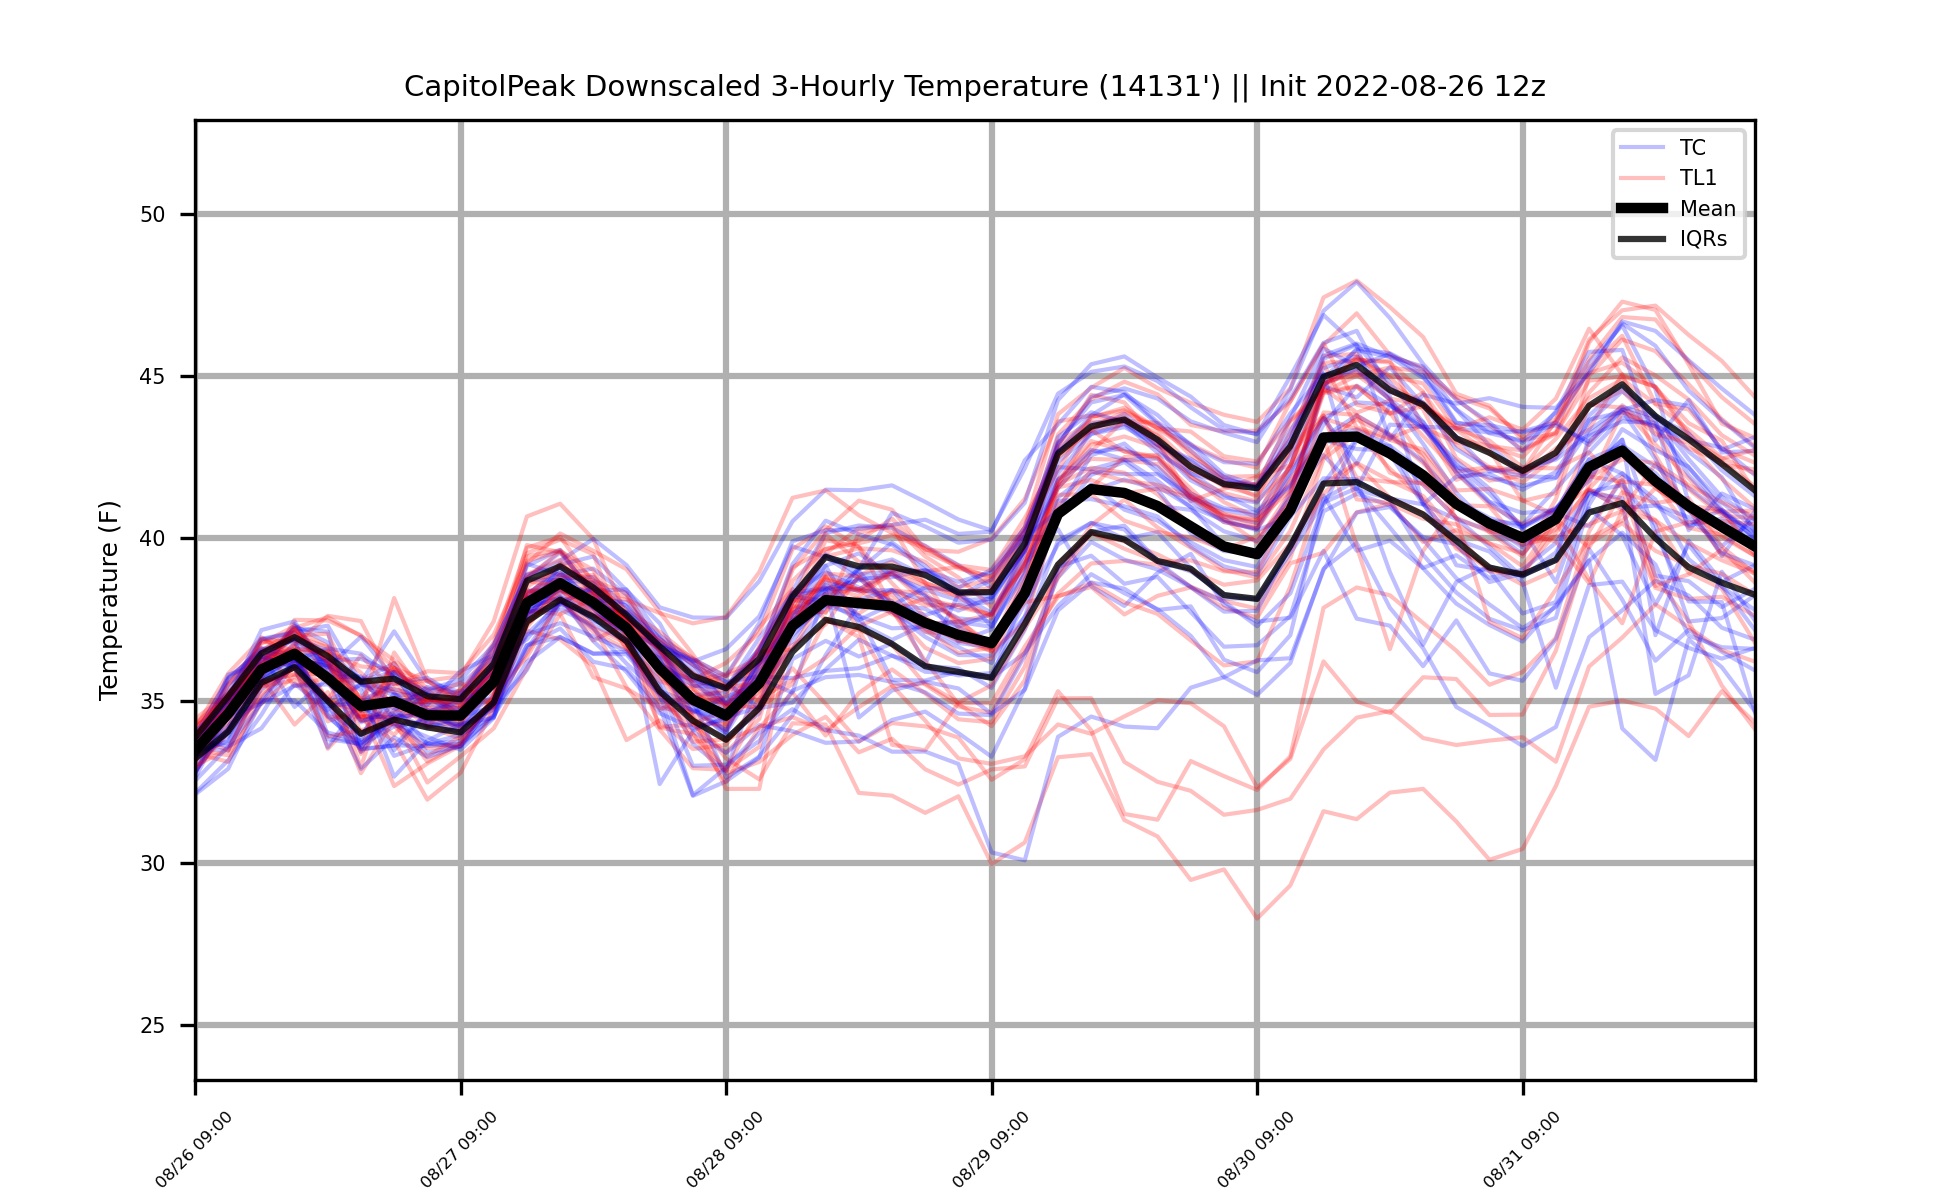 CapitolPeak Downscaled 3-Hourly Temperature (14131') || Init 2022-08-26 12z
TC
TL1
Mean
IQRs
Temperature (F)
50
45
40
35
30
25
08/26 09:00
08/27 09:00
08/28 09:00
08/29 09:00
08/30 09:00
08/31 09:00